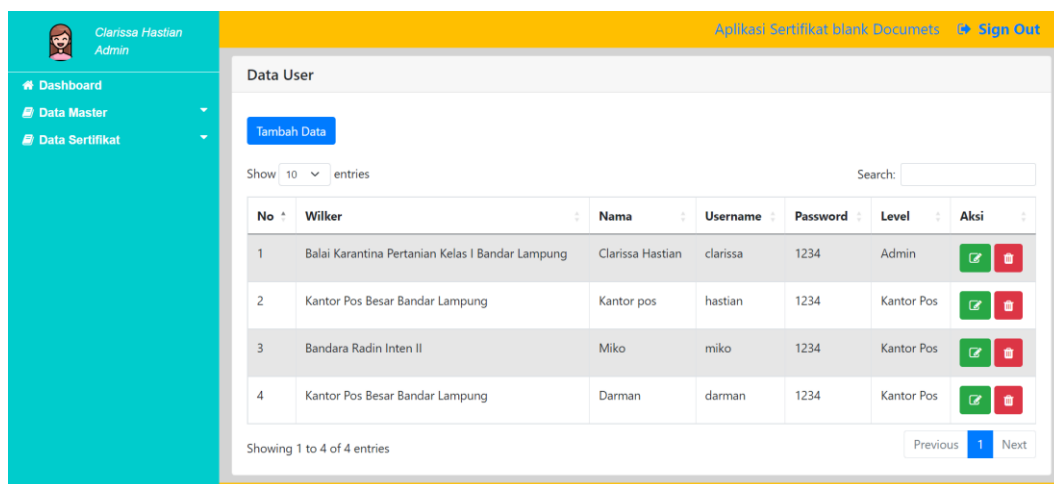 Clarissa Hastian
Admin
Aplikasi Sertifikat blank Documets Sign Out
Dashboard
Data Master
Data Sertifikat
Data User
Tambah Data
Show 10 entries Search:
No Wilker Nama Username Password Level Aksi
1 Balai Karantina Pertanian Kelas I Bandar Lampung Clarissa Hastian clarissa 1234 Admin
2 Kantor Pos Besar Bandar Lampung Kantor pos hastian 1234 Kantor Pos
3 Bandara Radin Inten II Miko miko 1234 Kantor Pos
4 Kantor Pos Besar Bandar Lampung Darman darman 1234 Kantor Pos
Showing 1 to 4 of 4 entries Previous 1 Next